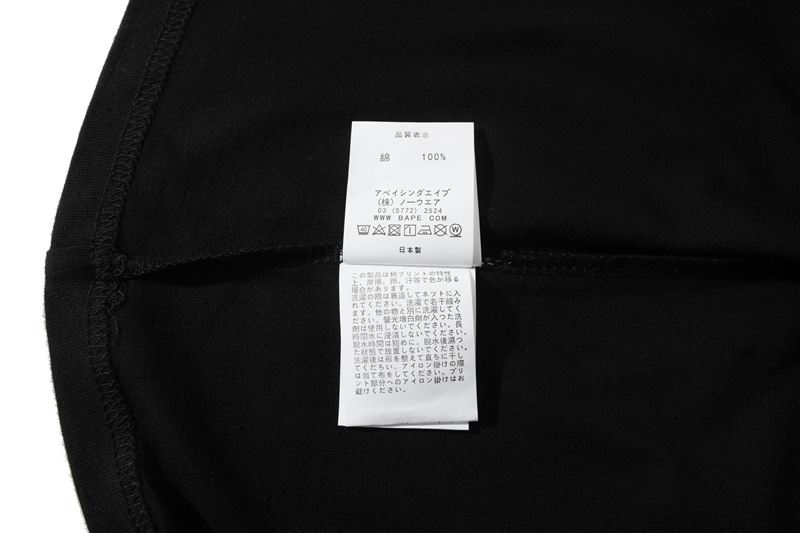 品質表示
綿 100%
アベイシンダエイプ
(株) ノーウエア
03 (5772) 2524
WWW BAPE COM
日本製
この製品は柄プリントの特性
上、摩擦、雨、汗等で色が移る
場合があります。
洗濯の際は裏返してネットに入
れてください。洗濯で若干縮み
ます。他の物と別に洗濯してく
ださい。蛍光増白剤が入った洗
剤は使用しないでください。長
時間水に浸漬しないでください。
脱水時間は短めに、脱水後濡っ
た状態で放置しないでください。
洗濯後は形を整えて直ちに干し
てください。アイロン掛けの際
は当て布をしてください。プリ
ント部分へのアイロン掛けはお
避けください。